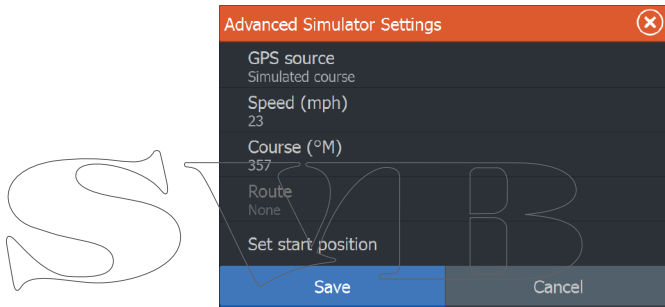 Advanced Simulator Settings
GPS source
Simulated course
Speed (mph)
23
Course (°M)
357
Route
None
Set start position
Save
Cancel
SVB